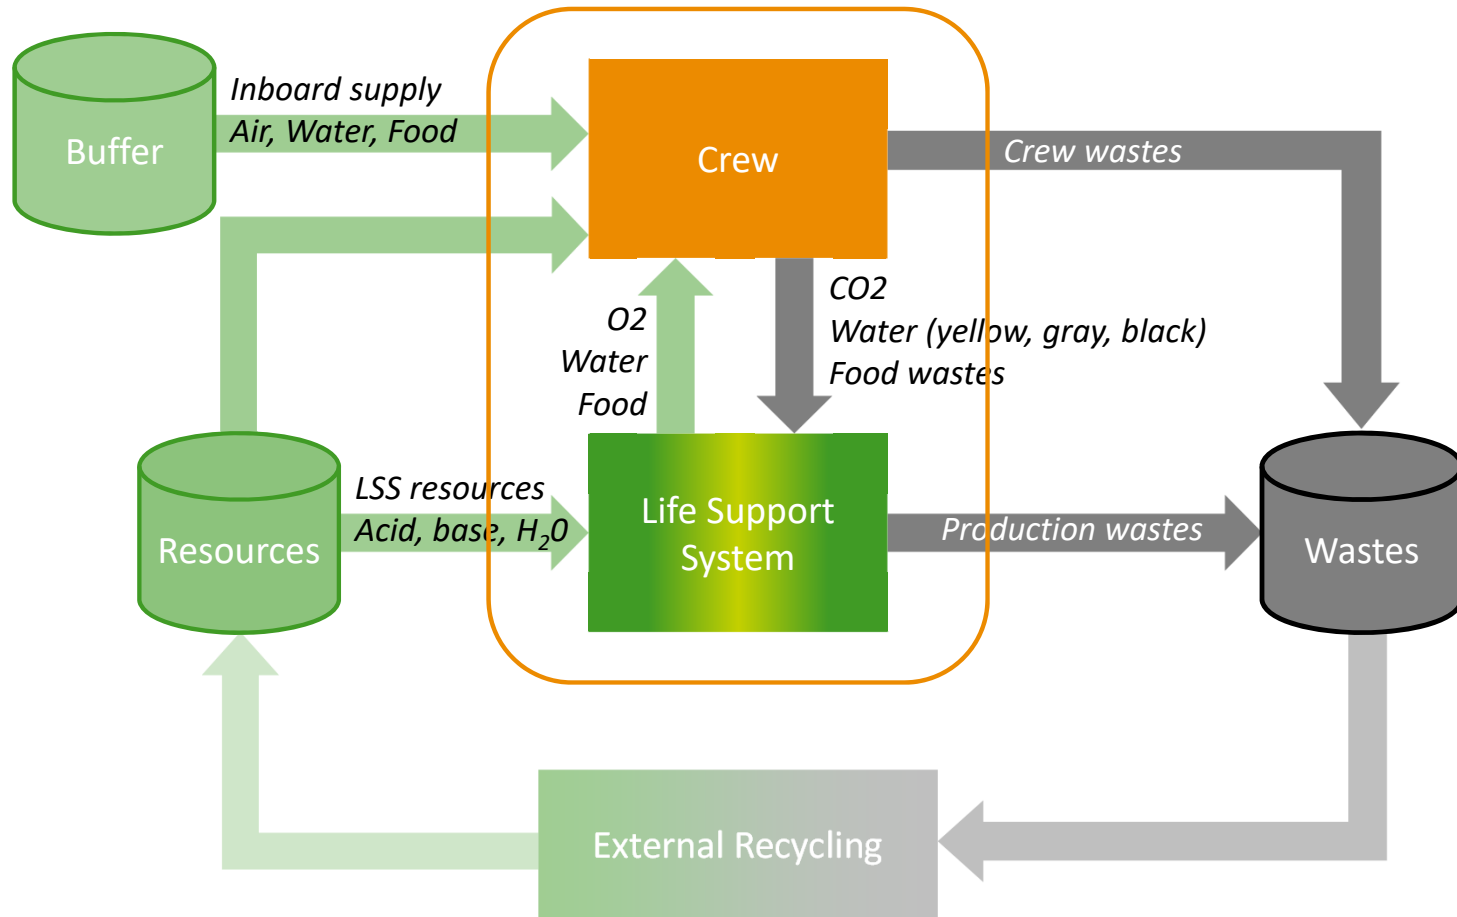 Inboard supply
Air, Water, Food
Buffer
Crew
Crew wastes
O2
Water
Food
CO2
Water (yellow, gray, black)
Food wastes
LSS resources
Acid, base, H₂0
Resources
Life Support
System
Production wastes
Wastes
External Recycling